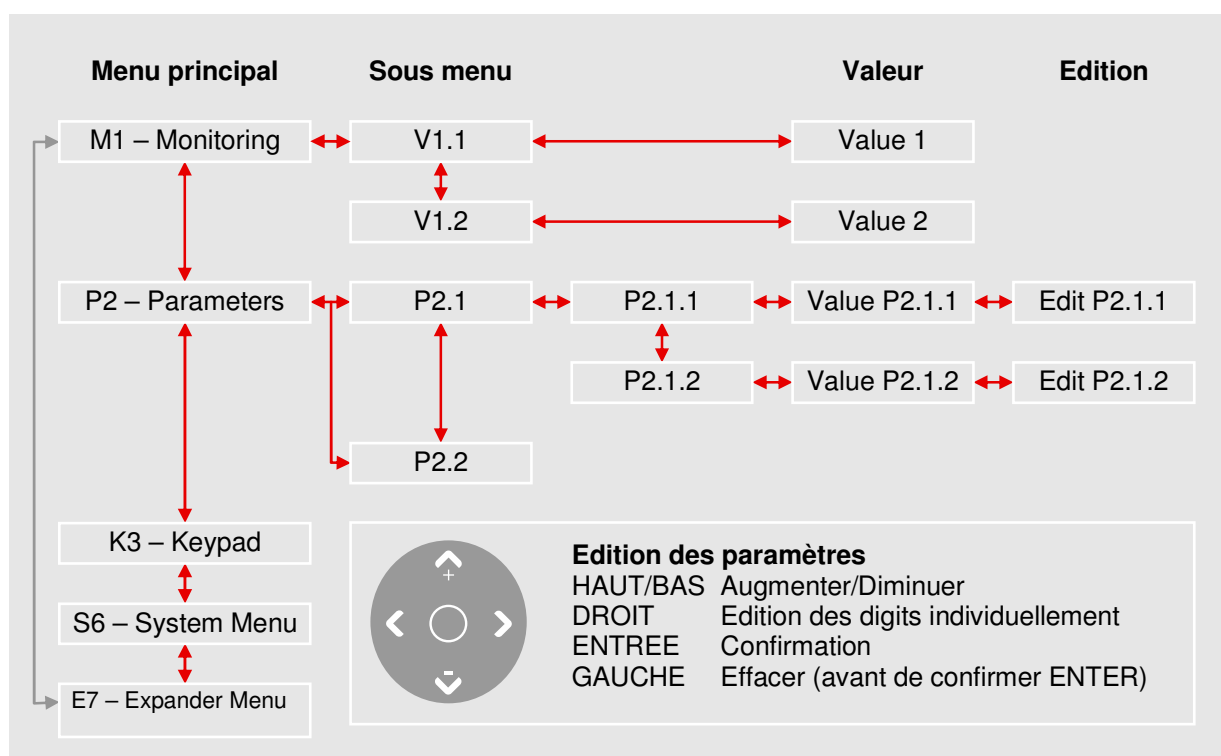 Menu principal Sous menu Valeur Edition
M1 – Monitoring V1.1 Value 1
V1.2 Value 2
P2 – Parameters P2.1 P2.1.1 Value P2.1.1 Edit P2.1.1
P2.1.2 Value P2.1.2 Edit P2.1.2
P2.2
K3 – Keypad
S6 – System Menu
E7 – Expander Menu
+
-
Edition des paramètres
HAUT/BAS Augmenter/Diminuer
DROIT Edition des digits individuellement
ENTREE Confirmation
GAUCHE Effacer (avant de confirmer ENTER)